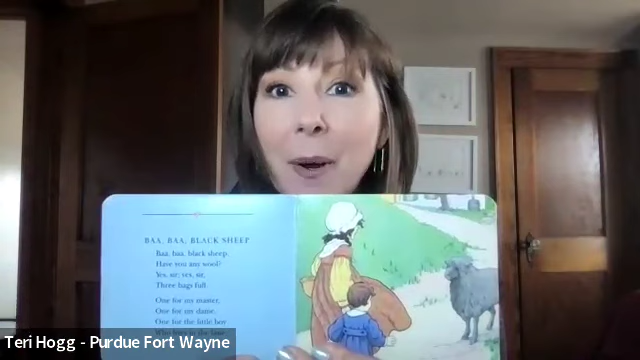 BAA, BAA, BLACK SHEEP
Baa, baa, black sheep,
Have you any wool?
Yes, sir; yes, sir,
Three bags full.
One for my master,
One for my dame,
One for the little boy
Teri Hogg - Purdue Fort Wayne